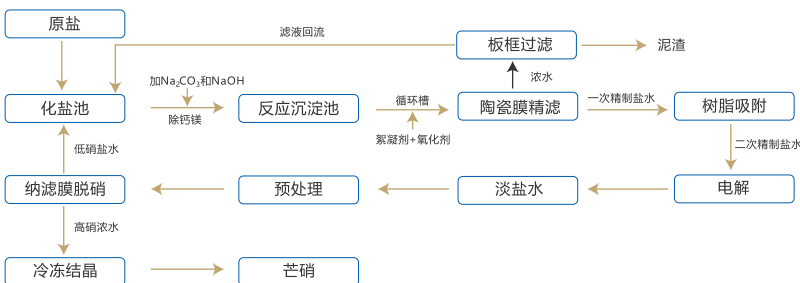 原盐
滤液回流
板框过滤
泥渣
加Na₂CO₃和NaOH
浓水
化盐池
除钙镁
反应沉淀池
循环槽
絮凝剂+氧化剂
陶瓷膜精滤
一次精制盐水
树脂吸附
低硝盐水
二次精制盐水
纳滤膜脱硝
预处理
淡盐水
电解
高硝浓水
冷冻结晶
芒硝